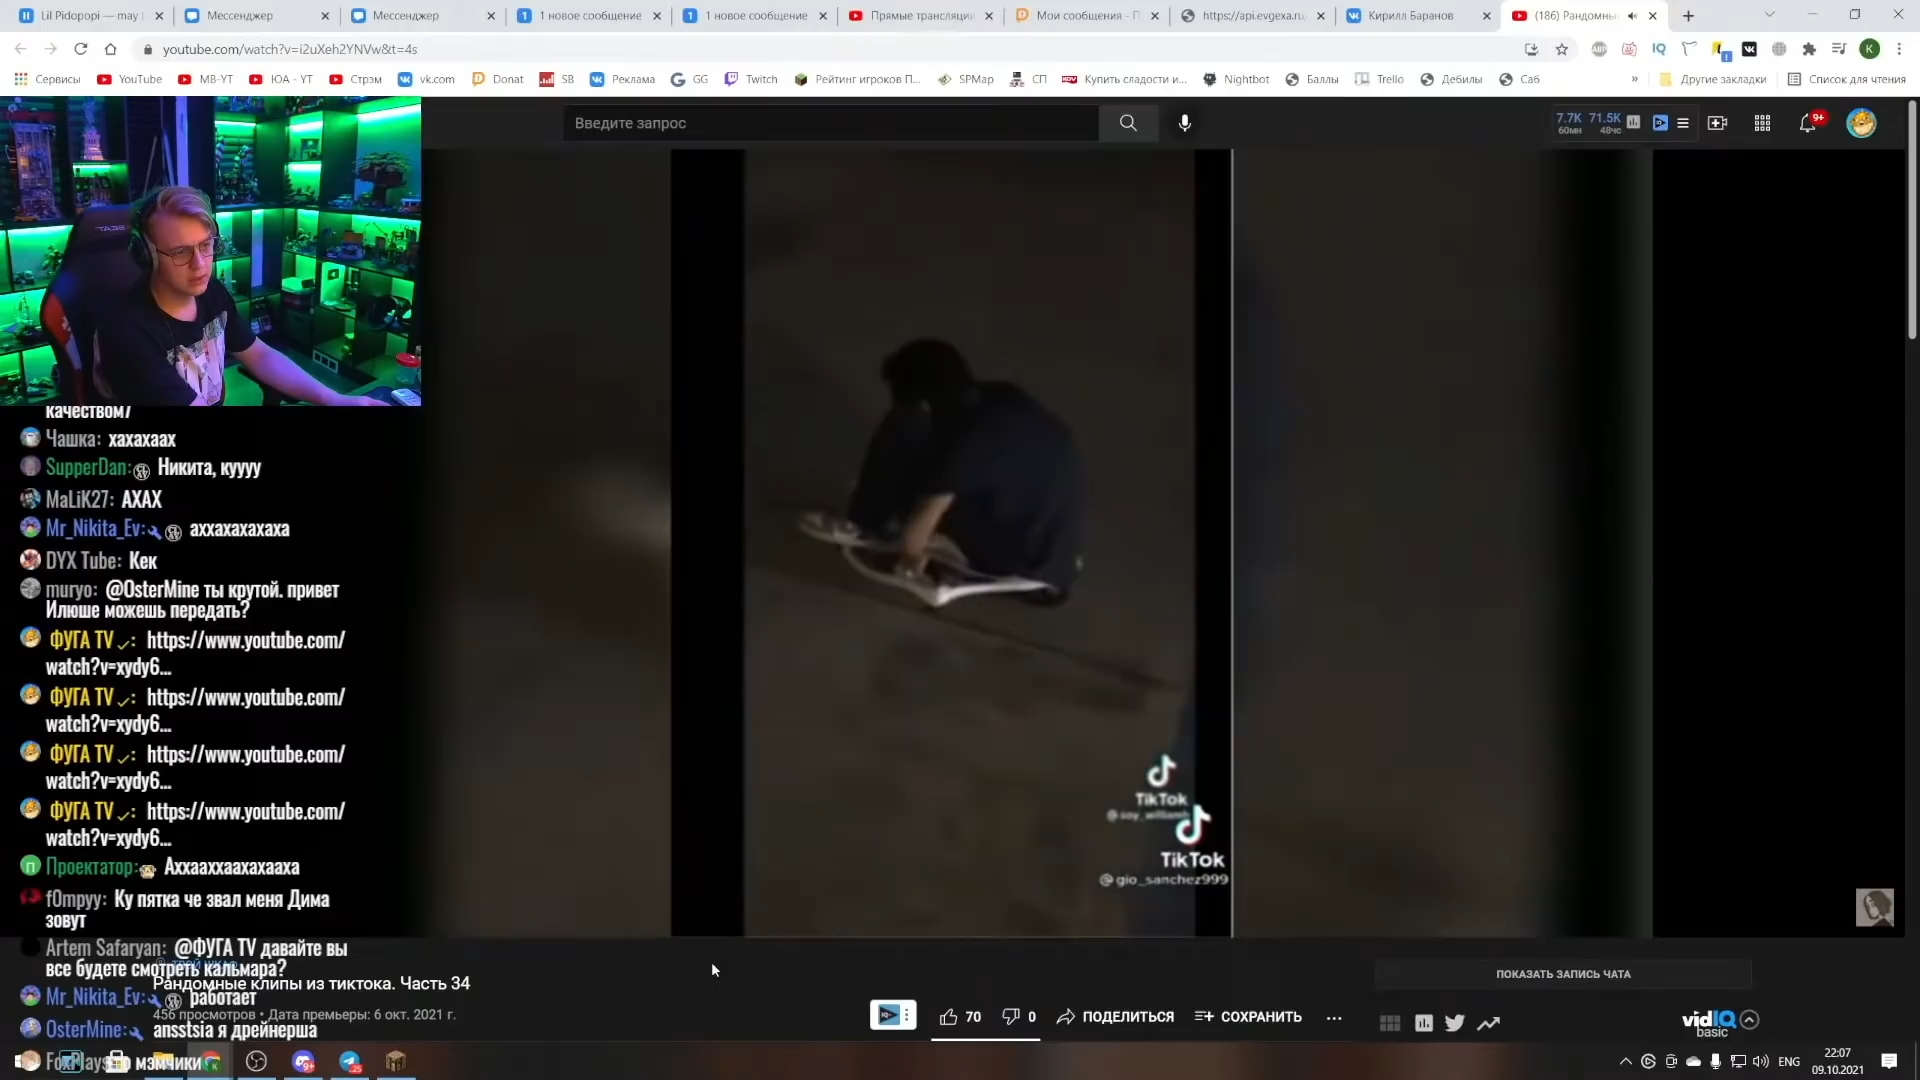 Lil Pidopopi — may
Мессенджер
Мессенджер
1 новое сообщение
1 новое сообщение
Прямые трансляции
Мои сообщения - П
https://api.evgexa.ru
Кирилл Баранов
(186) Рандомны
youtube.com/watch?v=i2uXeh2YNVw&t=4s
Сервисы
YouTube
MB-YT
ЮА - YT
Стрэм
vk.com
Donat
SB
Реклама
GG
Twitch
Рейтинг игроков П...
SPMap
СП
Купить сладости и...
Nightbot
Баллы
Trello
Дебилы
Саб
»
Другие закладки
Список для чтения
Введите запрос
7.7K 71.5K
60мн 48чс
9+
качеством?
Чашка: хахахаах
SupperDan: Никита, куууу
MaLiK27: АХАХ
Mr_Nikita_Ev: аххахахахаха
DYX Tube: Кек
muryo: @OsterMine ты крутой. привет
Илюше можешь передать?
ФУГА TV: https://www.youtube.com/
watch?v=xydy6...
ФУГА TV: https://www.youtube.com/
watch?v=xydy6...
ФУГА TV: https://www.youtube.com/
watch?v=xydy6...
ФУГА TV: https://www.youtube.com/
watch?v=xydy6...
Проектатор: Аххааххаахахааха
f0mpyy: Ку пятка че звал меня Дима
зовут
Artem Safaryan: @ФУГА TV давайте вы
все будете смотреть кальмара?
Mr_Nikita_Ev: работает
OsterMine: ansstsia я дрейнерша
мэмчики
TikTok
TikTok
@gio_sanchez999
Рандомные клипы из тиктока. Часть 34
456 просмотров • Дата премьеры: 6 окт. 2021 г.
70
0
ПОДЕЛИТЬСЯ
СОХРАНИТЬ
ПОКАЗАТЬ ЗАПИСЬ ЧАТА
vidIQ
basic
ENG
22:07
09.10.2021